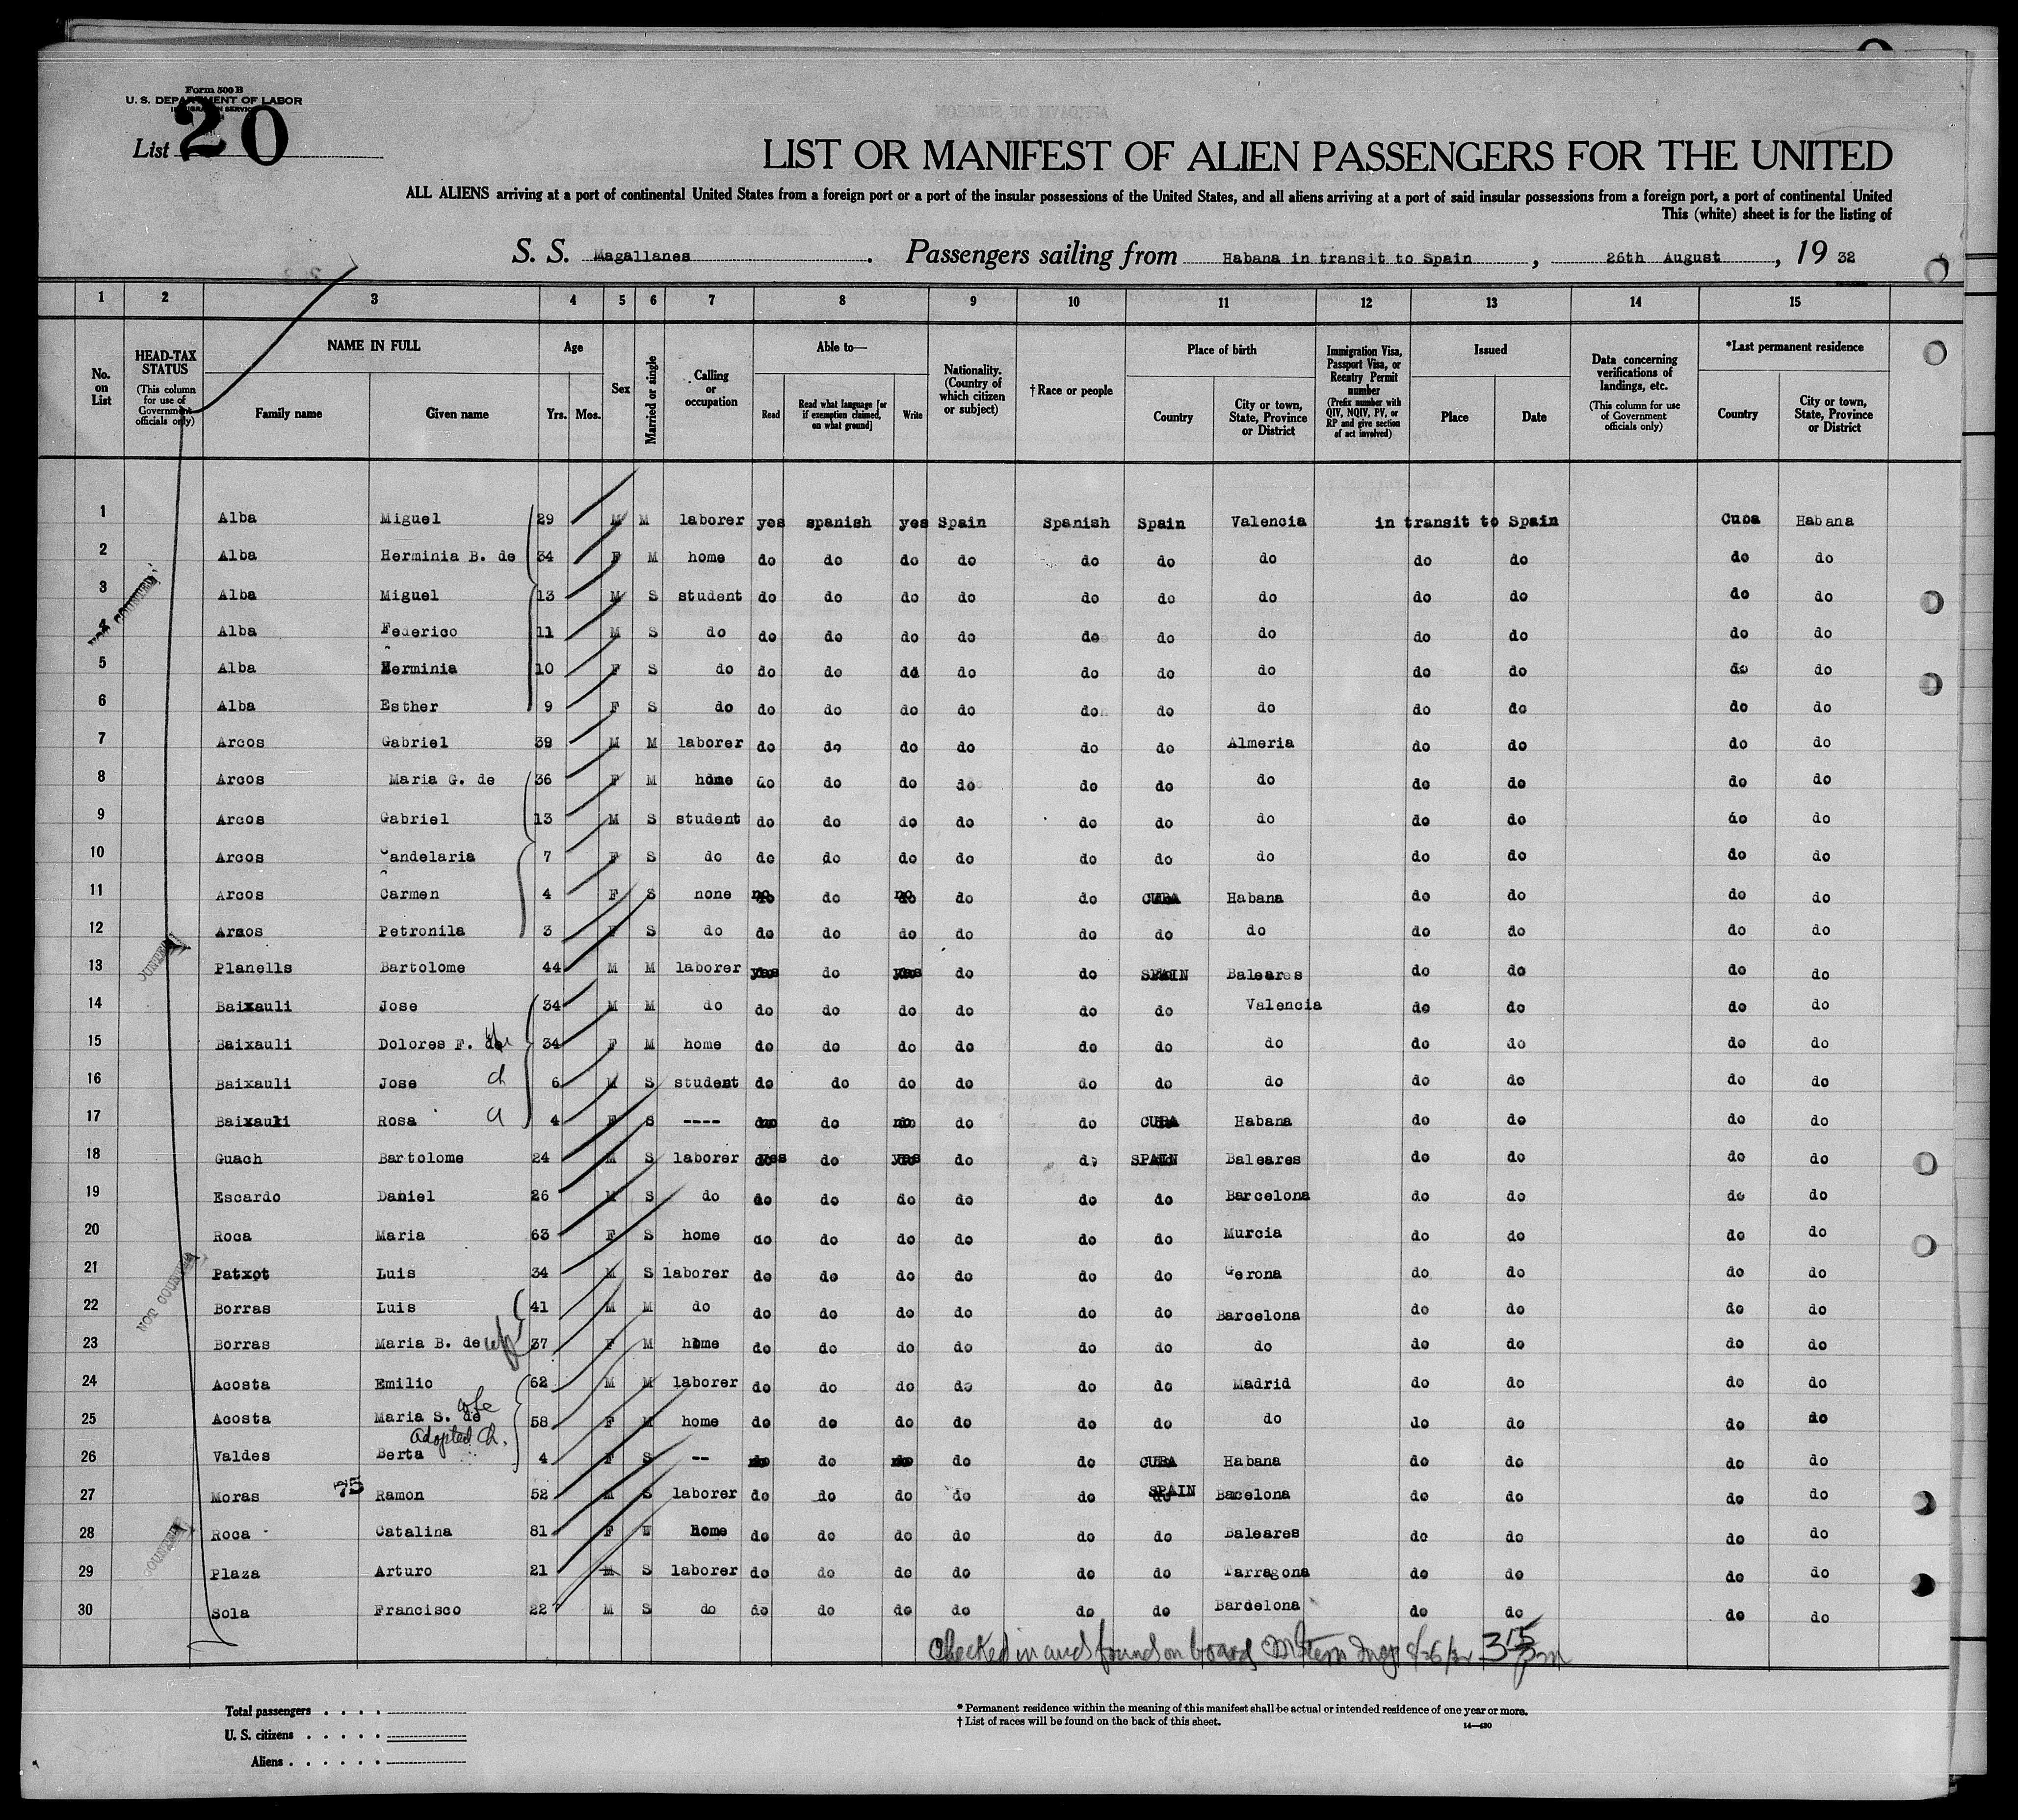 Form 500 B
U. S. DEPARTMENT OF LABOR
IMMIGRATION SERVICE
List 20
LIST OR MANIFEST OF ALIEN PASSENGERS FOR THE UNITED
ALL ALIENS arriving at a port of continental United States from a foreign port or a port of the insular possessions of the United States, and all aliens arriving at a port of said insular possessions from a foreign port, a port of continental United
This (white) sheet is for the listing of
S. S. Magallanes. Passengers sailing from Habana in transit to Spain, 26th August, 19 32
1 2 3 4 5 6 7 8 9 10 11 12 13 14 15
No. on List
HEAD-TAX STATUS (This column for use of Government officials only)
NAME IN FULL Family name Given name
Age Yrs. Mos.
Sex
Married or single
Calling or occupation
Able to— Read Read what language [or if exemption claimed, on what ground] Write
Nationality. (Country of which citizen or subject)
†Race or people
Place of birth Country City or town, State, Province or District
Immigration Visa, Passport Visa, or Reentry Permit number (Prefix number with QIV, NQIV, PV, or RP and give section of act involved)
Issued Place Date
Data concerning verifications of landings, etc. (This column for use of Government officials only)
*Last permanent residence Country City or town, State, Province or District
1 Alba Miguel 29 M M laborer yes spanish yes Spain Spanish Spain Valencia in transit to Spain Cuba Habana
2 Alba Herminia B. de 34 F M home do do do do do do do do do do do
3 Alba Miguel 13 M S student do do do do do do do do do do do
4 Alba Federico 11 M S do do do do do do do do do do do do
5 Alba Herminia 10 F S do do do do do do do do do do do do
6 Alba Esther 9 F S do do do do do do do do do do do do
7 Arcos Gabriel 39 M M laborer do do do do do do Almeria do do do do
8 Arcos Maria G. de 36 F M home do do do do do do do do do do do
9 Arcos Gabriel 13 M S student do do do do do do do do do do do
10 Arcos Candelaria 7 F S do do do do do do do do do do do do
11 Arcos Carmen 4 F S none no do no do do CUBA Habana do do do do
12 Arcos Petronila 3 F S do do do do do do do do do do do do
13 Planells Bartolome 44 M M laborer yes do yes do do SPAIN Baleares do do do do
14 Baixauli Jose 34 M M do do do do do do do Valencia do do do do
15 Baixauli Dolores F. de 34 F M home do do do do do do do do do do do
16 Baixauli Jose ch 6 M S student do do do do do do do do do do do
17 Baixauli Rosa 4 F S ---- no do no do do CUBA Habana do do do do
18 Guach Bartolome 24 M S laborer yes do yes do do SPAIN Baleares do do do do
19 Escardo Daniel 26 M S do do do do do do do Barcelona do do do do
20 Roca Maria 63 F S home do do do do do do Murcia do do do do
21 Patxot Luis 34 M S laborer do do do do do do Gerona do do do do
22 Borras Luis 41 M M do do do do do do do Barcelona do do do do
23 Borras Maria B. de wf 37 F M home do do do do do do do do do do do
24 Acosta Emilio 62 M M laborer do do do do do do Madrid do do do do
25 Acosta Maria S. de wfe 58 F M home do do do do do do do do do do do
26 Valdes Berta adopted ch. 4 F S -- no do no do do CUBA Habana do do do do
27 Moras 75 Ramon 52 M S laborer do do do do do SPAIN Bacelona do do do do
28 Roca Catalina 81 F W home do do do do do do Baleares do do do do
29 Plaza Arturo 21 M S laborer do do do do do do Tarragona do do do do
30 Sola Francisco 22 M S do do do do do do do Bardelona do do do do
NOT COUNTED
Checked in and found on board 8/26/32 3 15 pm
Total passengers
U. S. citizens
Aliens
* Permanent residence within the meaning of this manifest shall be actual or intended residence of one year or more.
† List of races will be found on the back of this sheet.
14—430